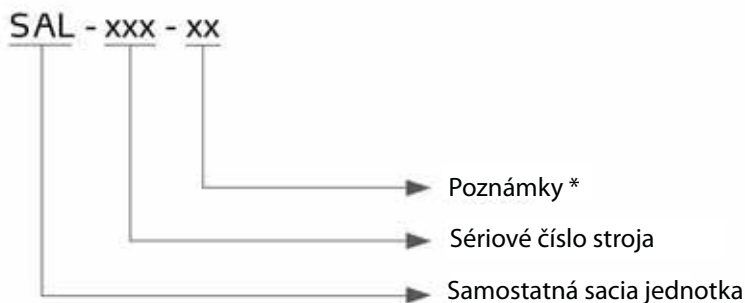 SAL - xxx - xx
Poznámky *
Sériové číslo stroja
Samostatná sacia jednotka